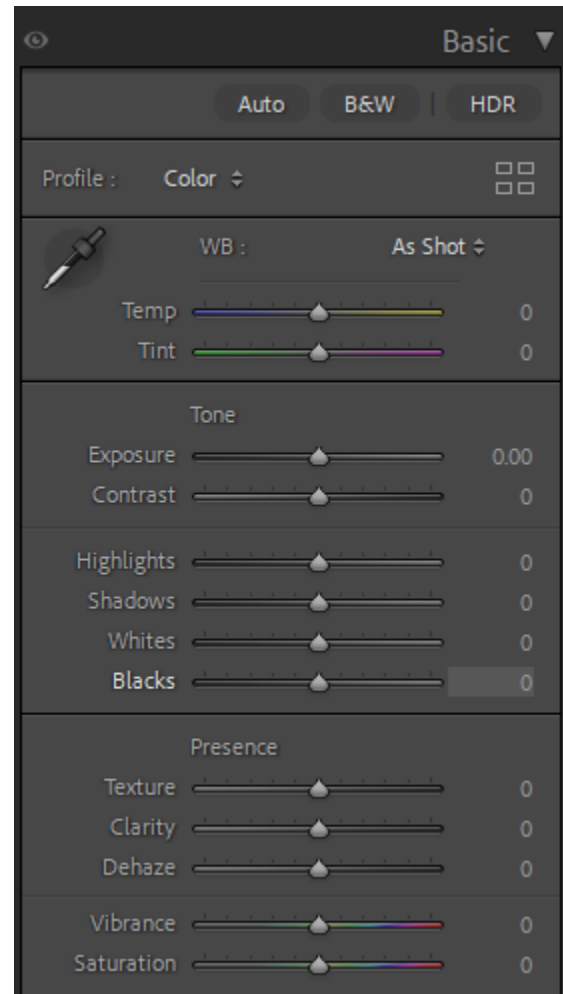 Basic
Auto B&W HDR
Profile : Color
WB : As Shot
Temp 0
Tint 0
Tone
Exposure 0.00
Contrast 0
Highlights 0
Shadows 0
Whites 0
Blacks 0
Presence
Texture 0
Clarity 0
Dehaze 0
Vibrance 0
Saturation 0